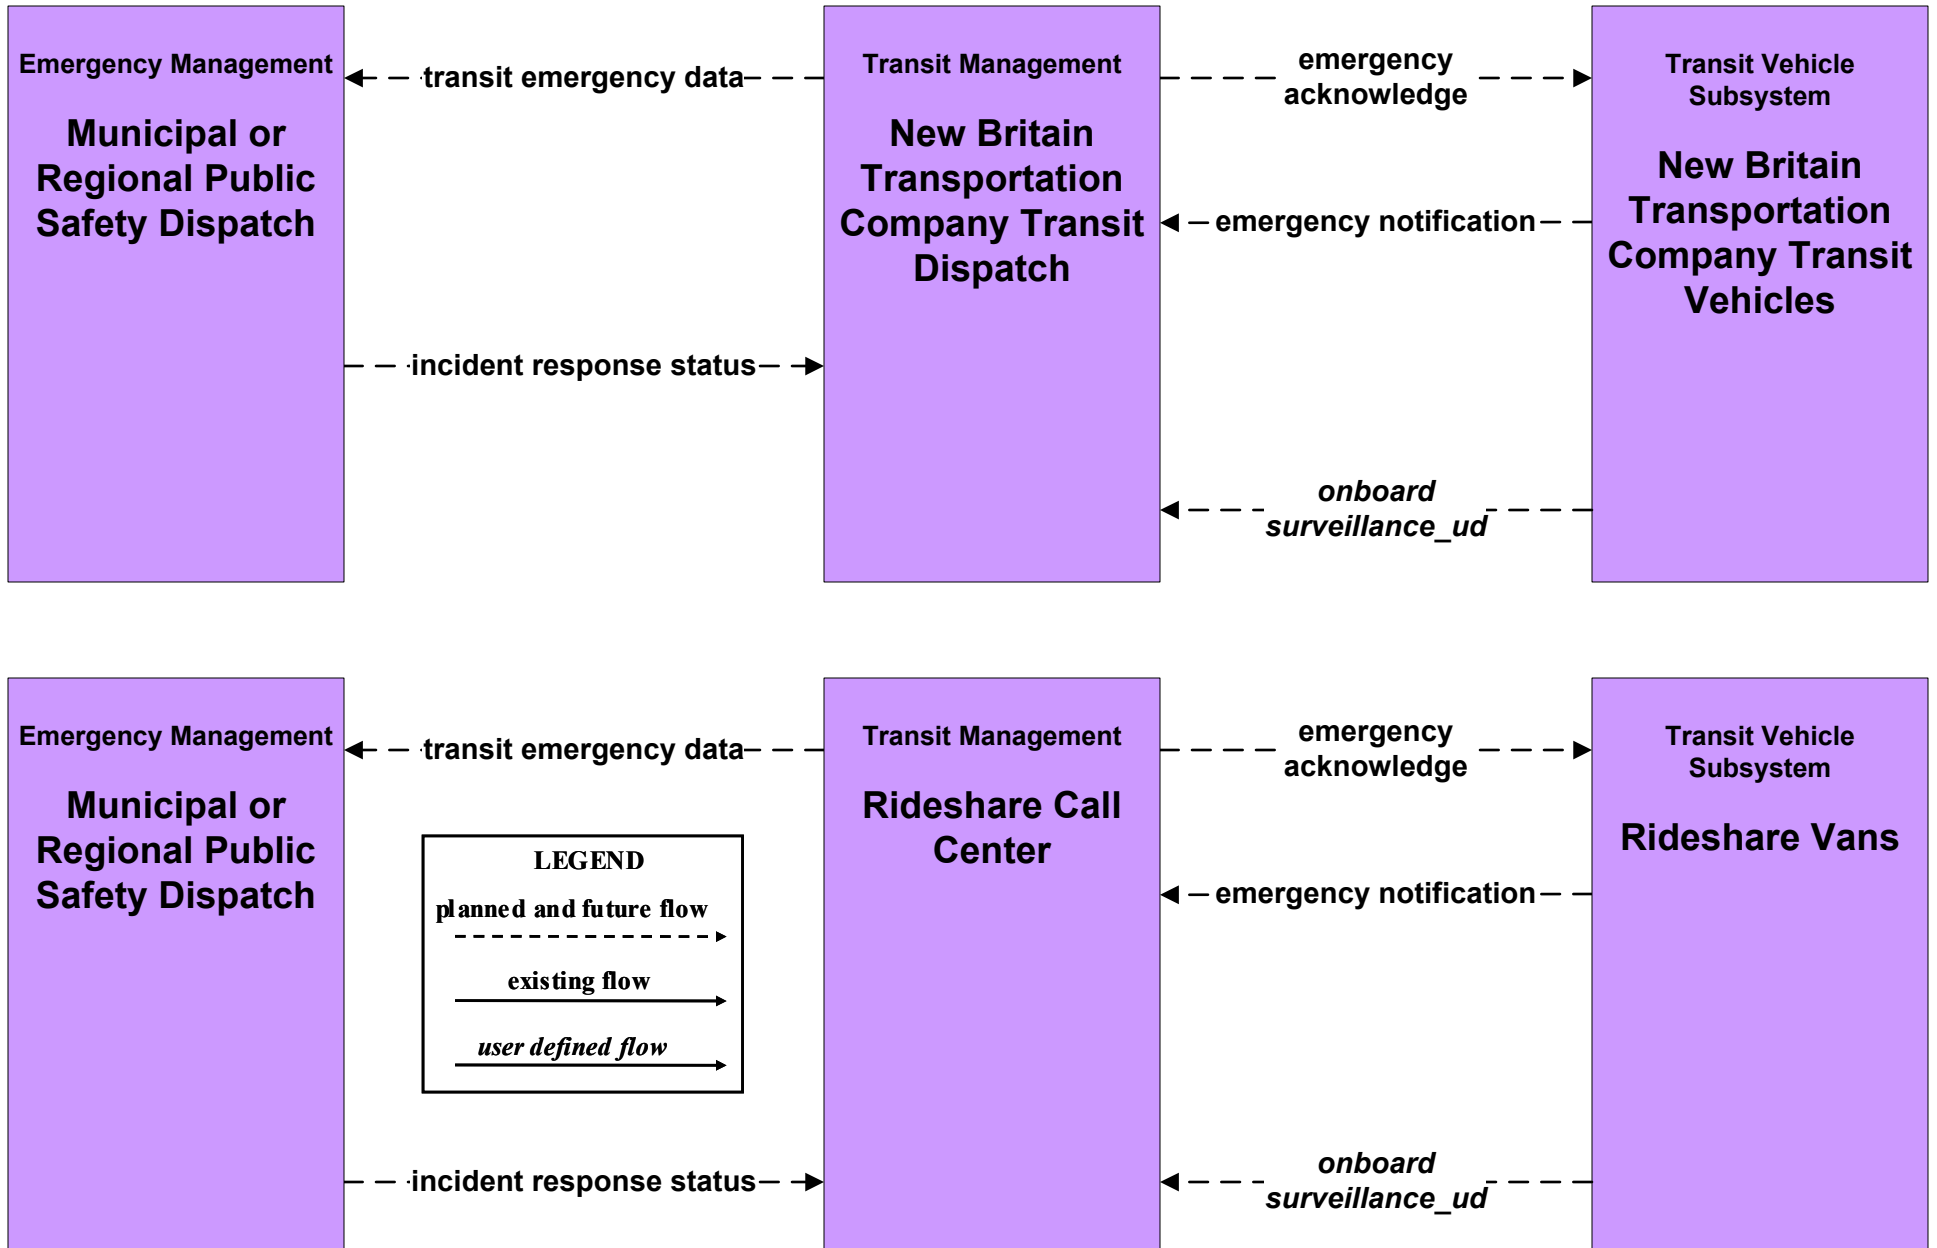 Emergency Management
Municipal or
Regional Public
Safety Dispatch
transit emergency data
incident response status
Transit Management
New Britain
Transportation
Company Transit
Dispatch
emergency
acknowledge
emergency notification
onboard
surveillance_ud
Transit Vehicle
Subsystem
New Britain
Transportation
Company Transit
Vehicles
Emergency Management
Municipal or
Regional Public
Safety Dispatch
transit emergency data
LEGEND
planned and future flow
existing flow
user defined flow
incident response status
Transit Management
Rideshare Call
Center
emergency
acknowledge
emergency notification
onboard
surveillance_ud
Transit Vehicle
Subsystem
Rideshare Vans